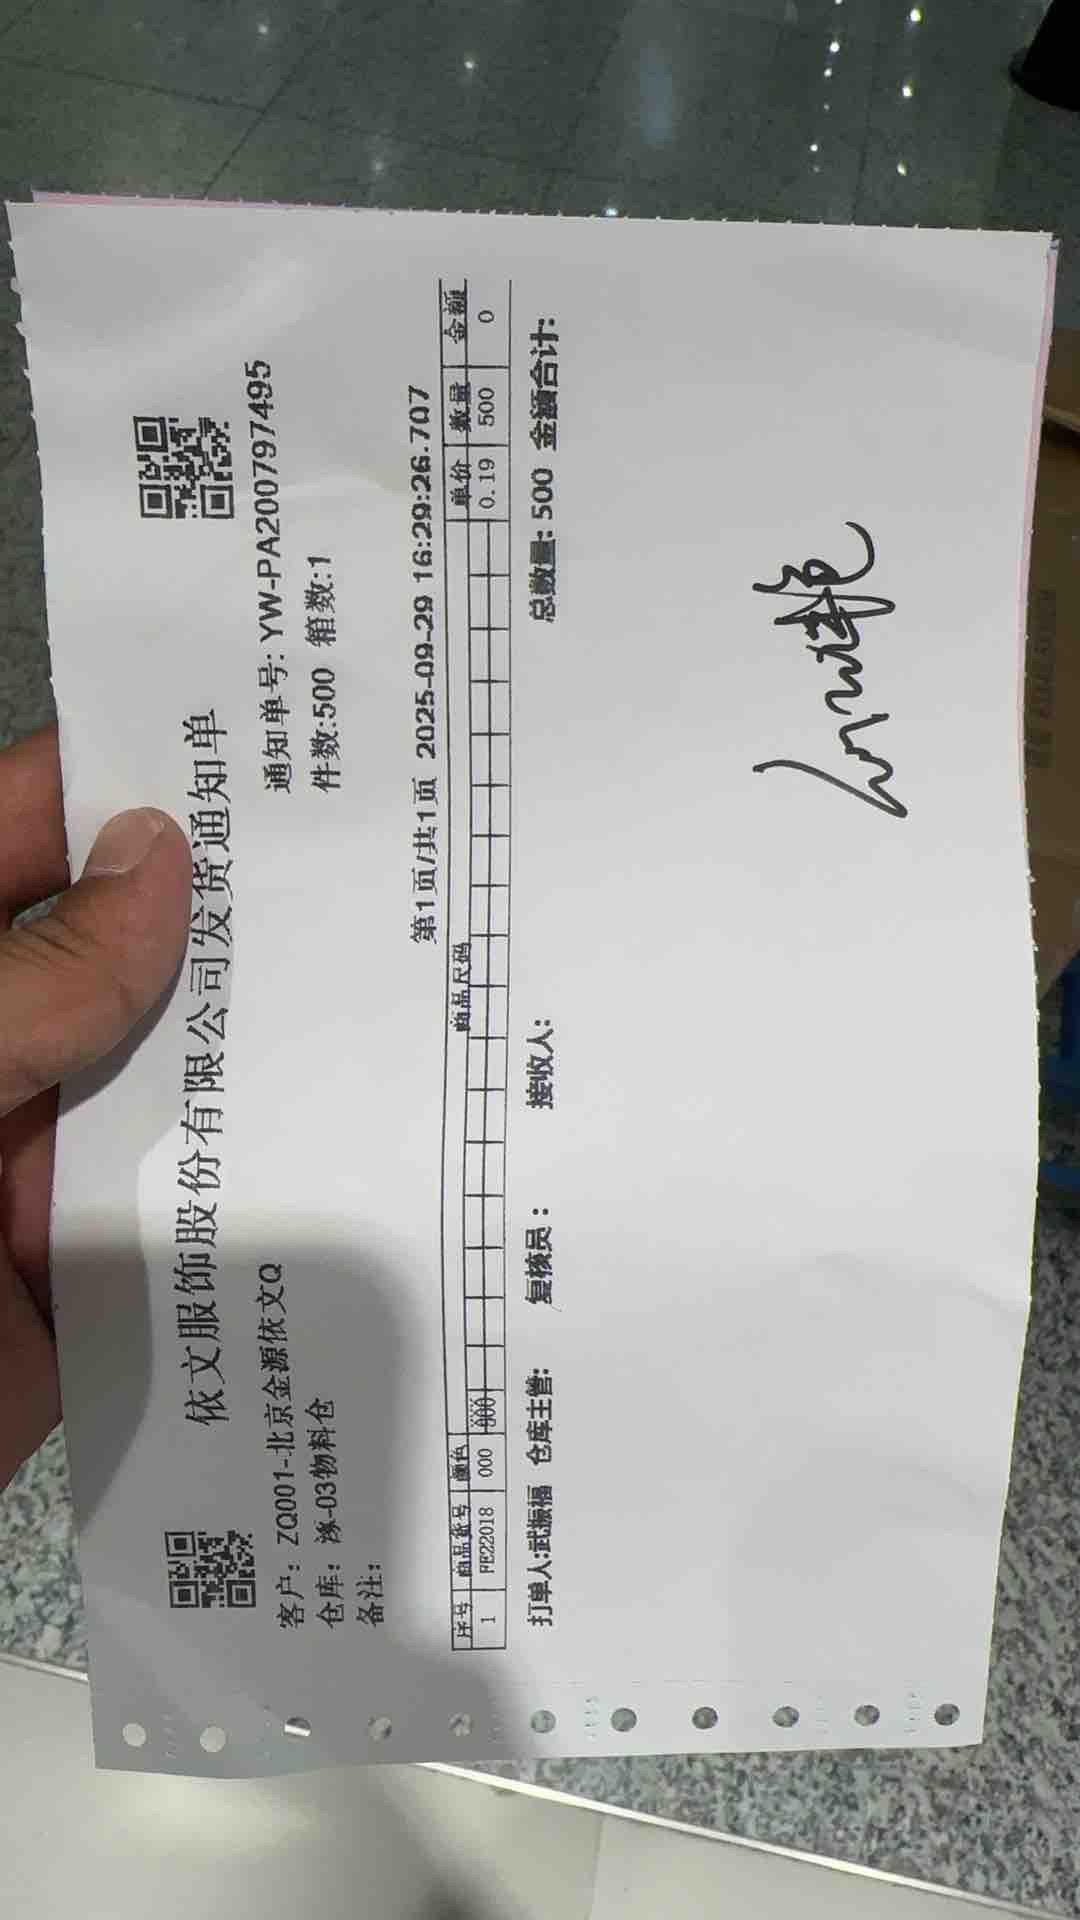 依文服饰股份有限公司发货通知单
客户：ZQ001-北京金源依文Q
通知单号：YW-PA200797495
仓库：涿-03物料仓
件数:500 箱数:1
备注：
第1页/共1页 2025-09-29 16:29:26.707
序号 商品货号 颜色 商品尺码 单价 数量 金额
1 PE22018 000 000 0.19 500 0
打单人:武振福 仓库主管: 复核员： 接收人: 总数量: 500 金额合计: